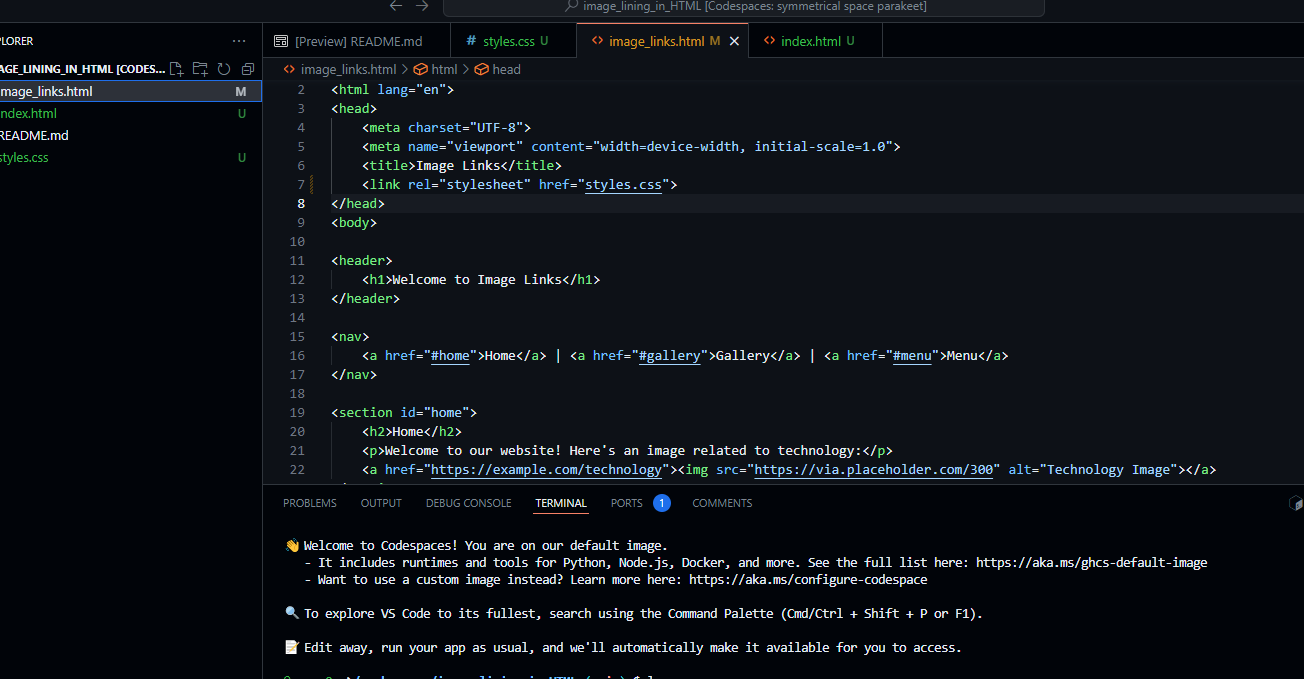 image_lining_in_HTML [Codespaces: symmetrical space parakeet]
PLORER
[Preview] README.md
# styles.css U
<> image_links.html M
<> index.html U
AGE_LINING_IN_HTML [CODES...
<> image_links.html > html > head
mage_links.html M
ndex.html U
README.md
styles.css U
2 <html lang="en">
3 <head>
4 <meta charset="UTF-8">
5 <meta name="viewport" content="width=device-width, initial-scale=1.0">
6 <title>Image Links</title>
7 <link rel="stylesheet" href="styles.css">
8 </head>
9 <body>
10
11 <header>
12 <h1>Welcome to Image Links</h1>
13 </header>
14
15 <nav>
16 <a href="#home">Home</a> | <a href="#gallery">Gallery</a> | <a href="#menu">Menu</a>
17 </nav>
18
19 <section id="home">
20 <h2>Home</h2>
21 <p>Welcome to our website! Here's an image related to technology:</p>
22 <a href="https://example.com/technology"><img src="https://via.placeholder.com/300" alt="Technology Image"></a>
PROBLEMS OUTPUT DEBUG CONSOLE TERMINAL PORTS 1 COMMENTS
👋 Welcome to Codespaces! You are on our default image.
- It includes runtimes and tools for Python, Node.js, Docker, and more. See the full list here: https://aka.ms/ghcs-default-image
- Want to use a custom image instead? Learn more here: https://aka.ms/configure-codespace
🔍 To explore VS Code to its fullest, search using the Command Palette (Cmd/Ctrl + Shift + P or F1).
📝 Edit away, run your app as usual, and we'll automatically make it available for you to access.